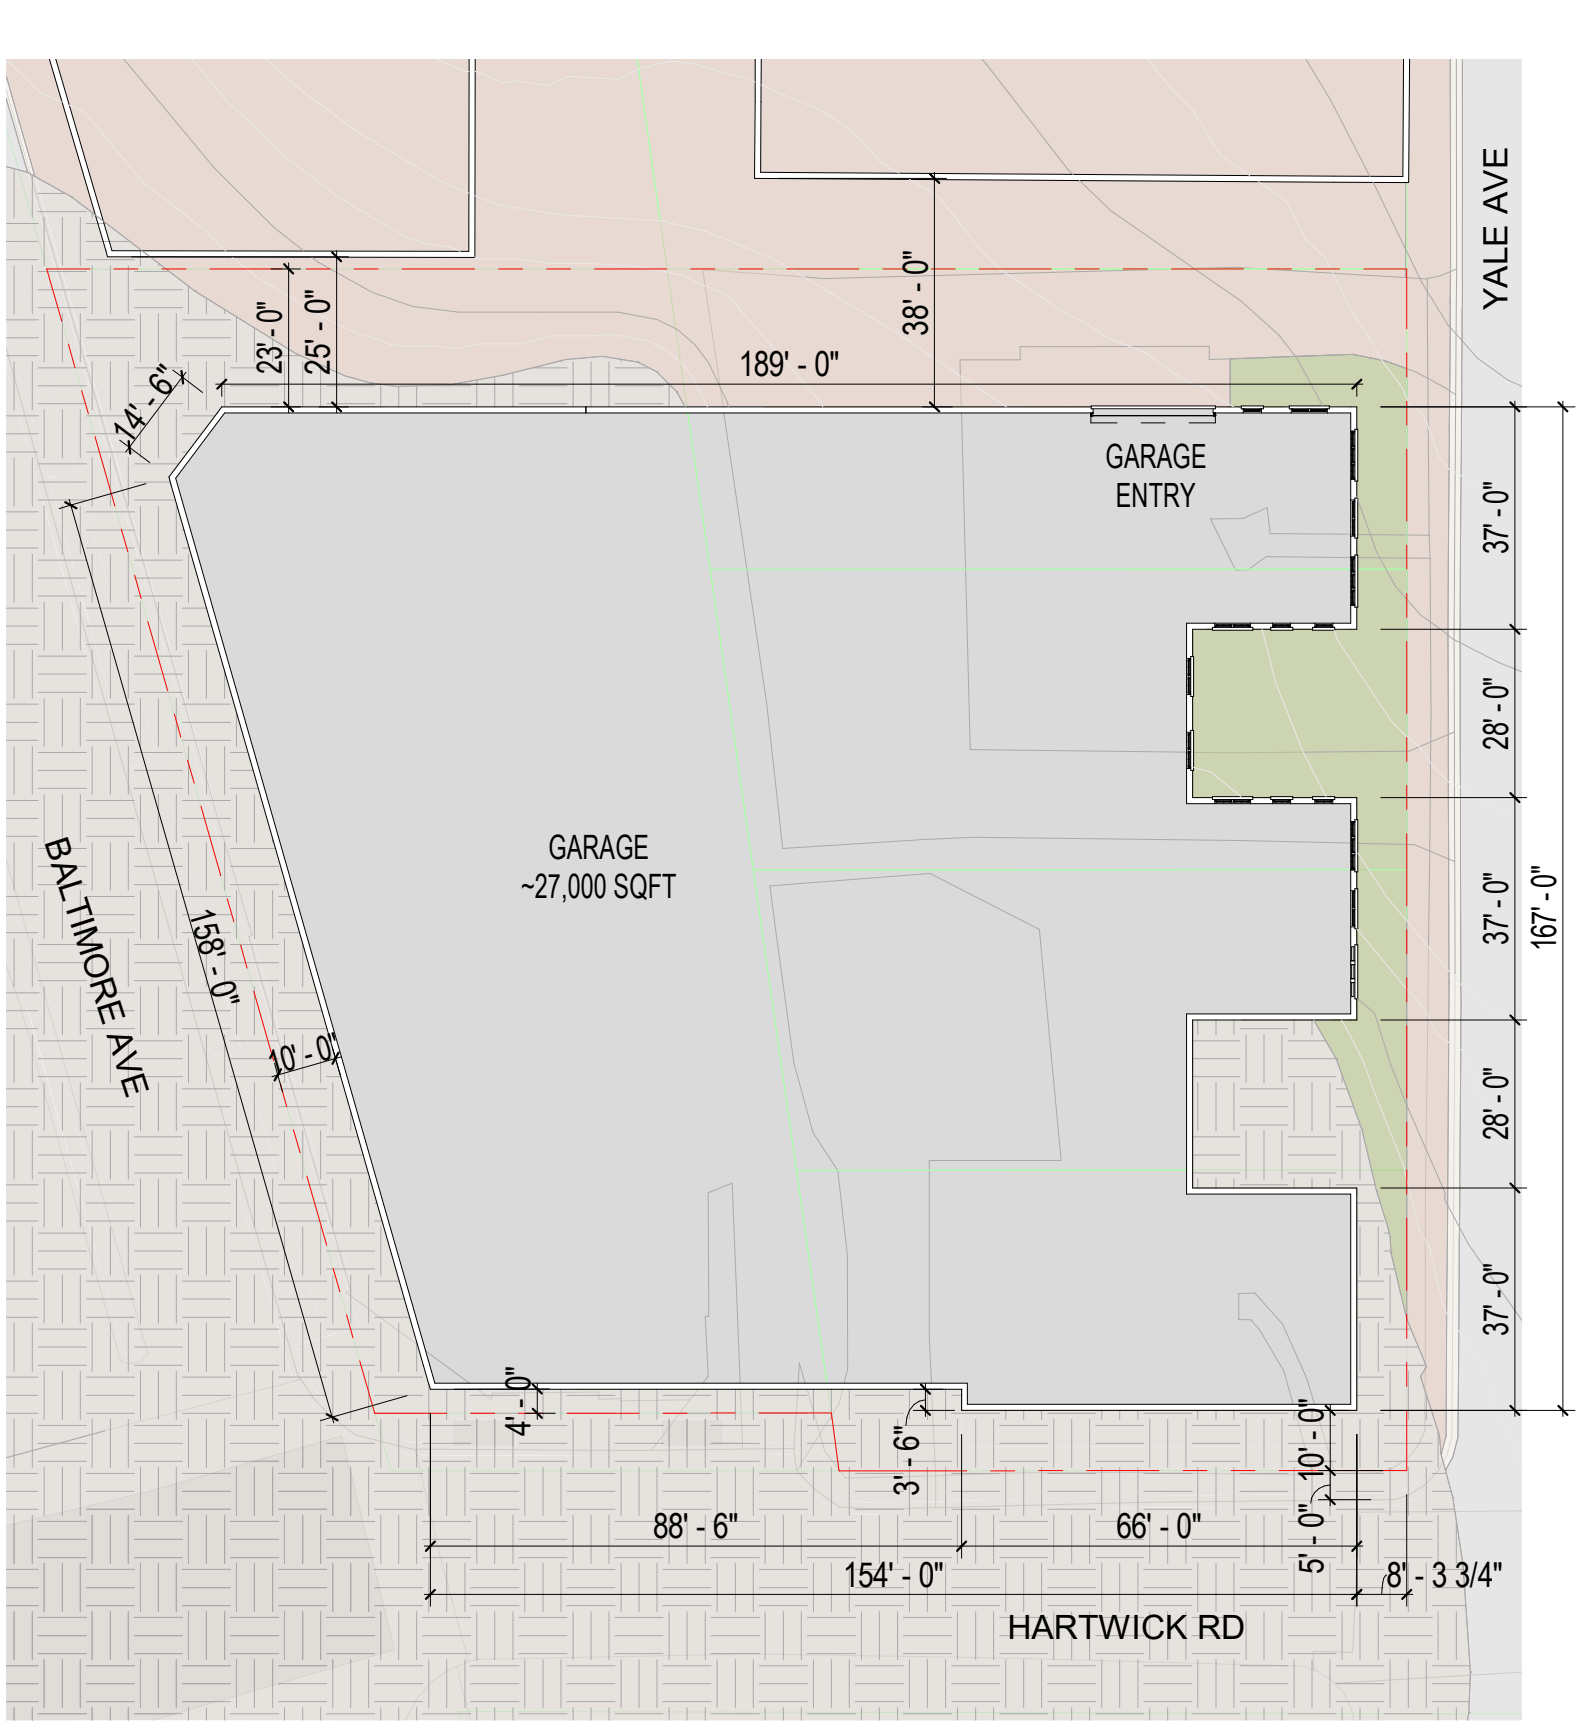 YALE AVE
38' - 0"
23' - 0"
25' - 0"
189' - 0"
14' - 6"
GARAGE
ENTRY
37' - 0"
28' - 0"
GARAGE
~27,000 SQFT
BALTIMORE AVE
158' - 0"
10' - 0"
37' - 0"
167' - 0"
28' - 0"
37' - 0"
4' - 0"
3' - 6"
10' - 0"
5' - 0"
88' - 6"
66' - 0"
154' - 0"
8' - 3 3/4"
HARTWICK RD